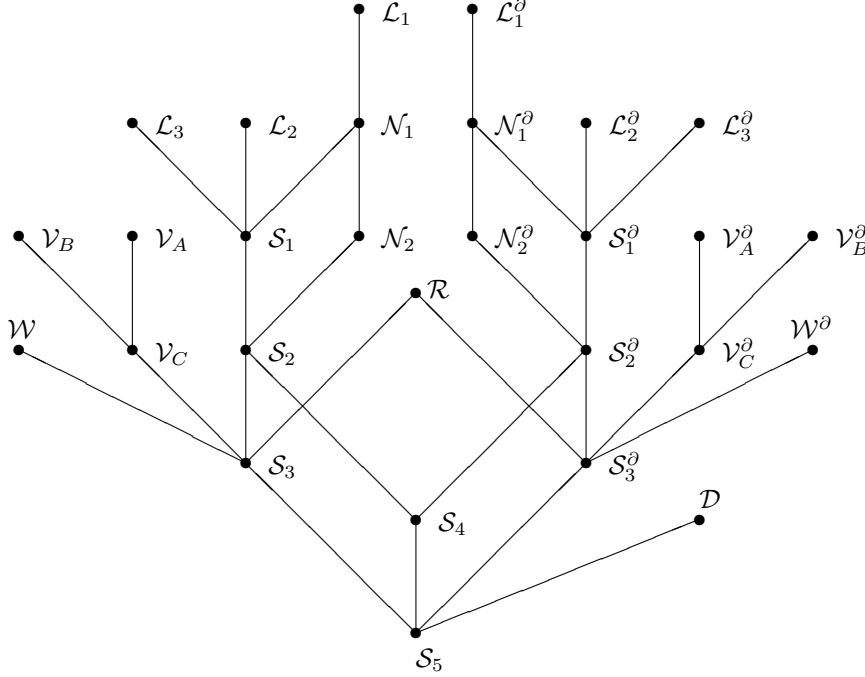 𝓛₁ 𝓛₁^∂
𝓛₃ 𝓛₂ 𝓝₁ 𝓝₁^∂ 𝓛₂^∂ 𝓛₃^∂
𝓥_B 𝓥_A 𝓢₁ 𝓝₂ 𝓝₂^∂ 𝓢₁^∂ 𝓥_A^∂ 𝓥_B^∂
𝓡
𝓦 𝓥_C 𝓢₂ 𝓢₂^∂ 𝓥_C^∂ 𝓦^∂
𝓢₃ 𝓢₃^∂
𝓢₄ 𝓓
𝓢₅